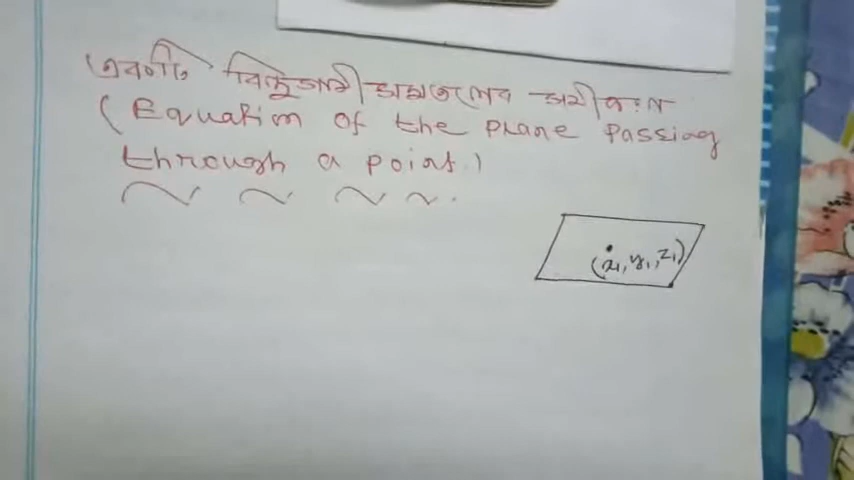 (একটি বিন্দুগামী সমতলের সমীকরণ
(Equation of the plane passing
through a point.)
(x₁, y₁, z₁)